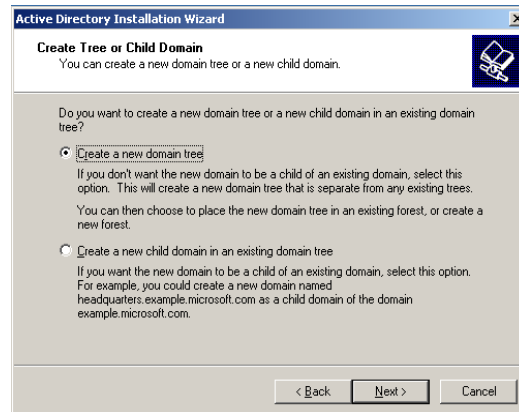 Active Directory Installation Wizard
Create Tree or Child Domain
You can create a new domain tree or a new child domain.
Do you want to create a new domain tree or a new child domain in an existing domain
tree?
Create a new domain tree
If you don't want the new domain to be a child of an existing domain, select this
option. This will create a new domain tree that is separate from any existing trees.
You can then choose to place the new domain tree in an existing forest, or create a
new forest.
Create a new child domain in an existing domain tree
If you want the new domain to be a child of an existing domain, select this option.
For example, you could create a new domain named
headquarters.example.microsoft.com as a child domain of the domain
example.microsoft.com.
< Back Next > Cancel